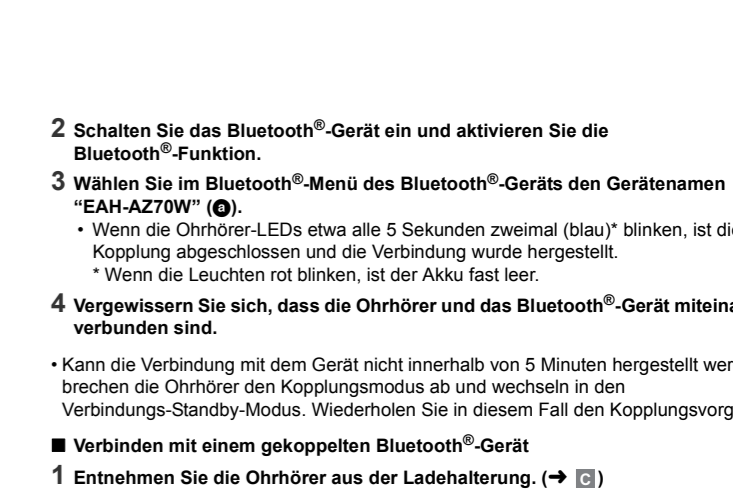 2 Schalten Sie das Bluetooth®-Gerät ein und aktivieren Sie die
Bluetooth®-Funktion.
3 Wählen Sie im Bluetooth®-Menü des Bluetooth®-Geräts den Gerätenamen
“EAH-AZ70W” (ⓐ).
• Wenn die Ohrhörer-LEDs etwa alle 5 Sekunden zweimal (blau)* blinken, ist
Kopplung abgeschlossen und die Verbindung wurde hergestellt.
* Wenn die Leuchten rot blinken, ist der Akku fast leer.
4 Vergewissern Sie sich, dass die Ohrhörer und das Bluetooth®-Gerät
verbunden sind.
• Kann die Verbindung mit dem Gerät nicht innerhalb von 5 Minuten hergestellt
brechen die Ohrhörer den Kopplungsmodus ab und wechseln in den
Verbindungs-Standby-Modus. Wiederholen Sie in diesem Fall den
■ Verbinden mit einem gekoppelten Bluetooth®-Gerät
1 Entnehmen Sie die Ohrhörer aus der Ladehalterung. (➜ C)